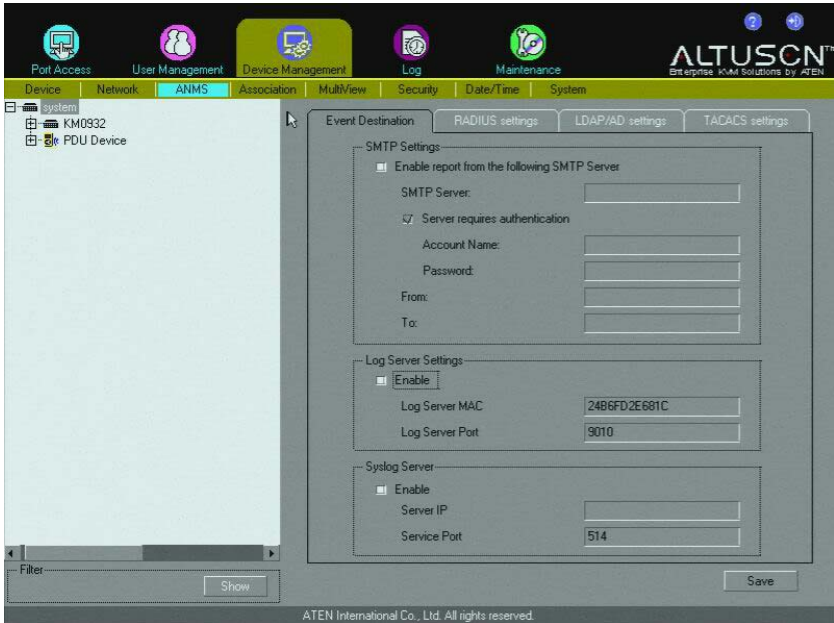 Port Access
User Management
Device Management
Log
Maintenance
ALTUSCN™
Enterprise KVM Solutions by ATEN
Device
Network
ANMS
Association
MultiView
Security
Date/Time
System
system
KM0932
PDU Device
Event Destination
RADIUS settings
LDAP/AD settings
TACACS settings
SMTP Settings
Enable report from the following SMTP Server
SMTP Server:
Server requires authentication
Account Name:
Password:
From:
To:
Log Server Settings
Enable
Log Server MAC
24B6FD2E681C
Log Server Port
9010
Syslog Server
Enable
Server IP
Service Port
514
Filter
Show
Save
ATEN International Co., Ltd. All rights reserved.